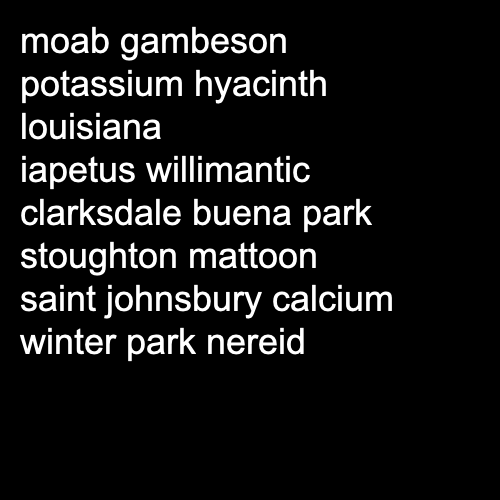 moab gambeson
potassium hyacinth
louisiana
iapetus willimantic
clarksdale buena park
stoughton mattoon
saint johnsbury calcium
winter park nereid